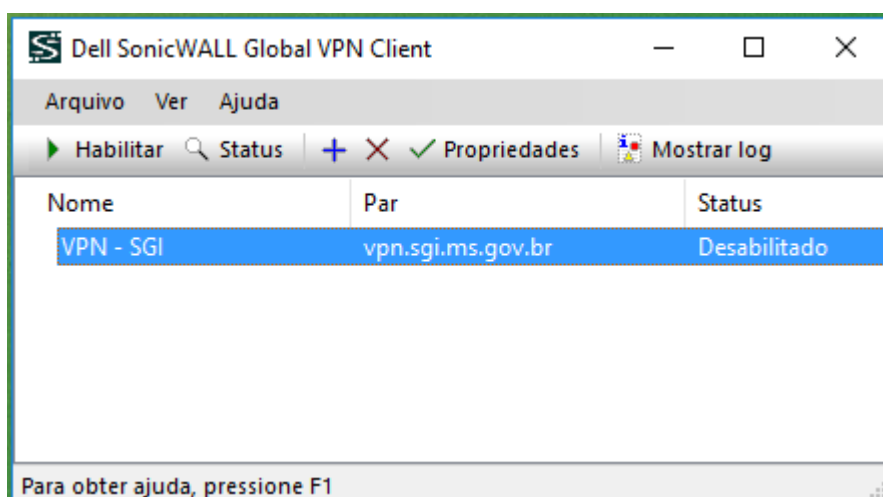 Dell SonicWALL Global VPN Client
Arquivo Ver Ajuda
Habilitar Status Propriedades Mostrar log
Nome Par Status
VPN - SGI vpn.sgi.ms.gov.br Desabilitado
Para obter ajuda, pressione F1